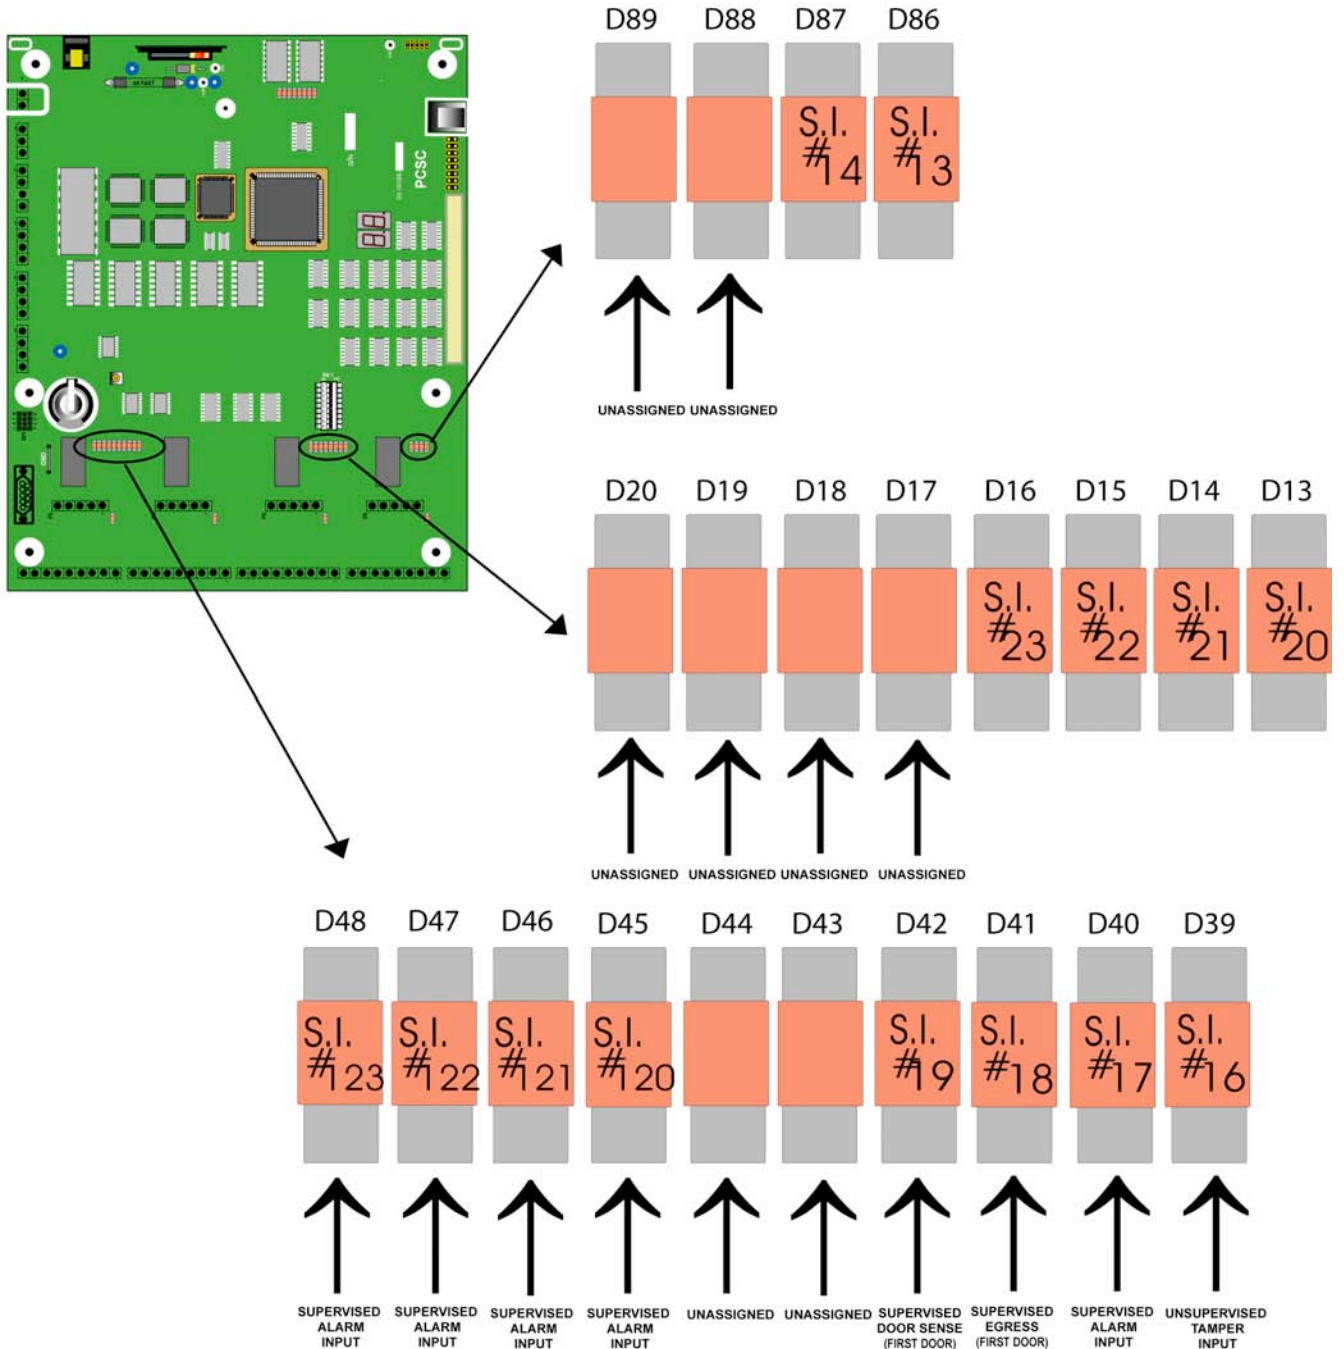 D89 D88 D87 D86
S.I. #14
S.I. #13
UNASSIGNED UNASSIGNED
PCSC
GND
D20 D19 D18 D17 D16 D15 D14 D13
S.I. #23
S.I. #22
S.I. #21
S.I. #20
UNASSIGNED UNASSIGNED UNASSIGNED UNASSIGNED
D48 D47 D46 D45 D44 D43 D42 D41 D40 D39
S.I. #123
S.I. #122
S.I. #121
S.I. #120
S.I. #19
S.I. #18
S.I. #17
S.I. #16
SUPERVISED
ALARM
INPUT
SUPERVISED
ALARM
INPUT
SUPERVISED
ALARM
INPUT
SUPERVISED
ALARM
INPUT
UNASSIGNED
UNASSIGNED
SUPERVISED
DOOR SENSE
(FIRST DOOR)
SUPERVISED
EGRESS
(FIRST DOOR)
SUPERVISED
ALARM
INPUT
UNSUPERVISED
TAMPER
INPUT